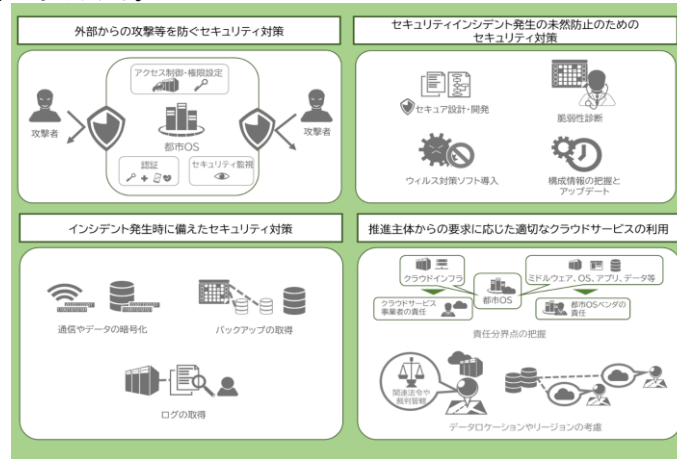 外部からの攻撃等を防ぐセキュリティ対策
アクセス制御・権限設定
攻撃者
都市OS
攻撃者
認証
セキュリティ監視
セキュリティインシデント発生の未然防止のための
セキュリティ対策
セキュア設計・開発
脆弱性診断
ウィルス対策ソフト導入
構成情報の把握と
アップデート
インシデント発生時に備えたセキュリティ対策
通信やデータの暗号化
バックアップの取得
ログの取得
推進主体からの要求に応じた適切なクラウドサービスの利用
クラウドインフラ
ミドルウェア、OS、アプリ、データ等
都市OS
クラウドサービス
事業者の責任
都市OSベンダの
責任
責任分界点の把握
関連法令や
裁判管轄
データロケーションやリージョンの考慮